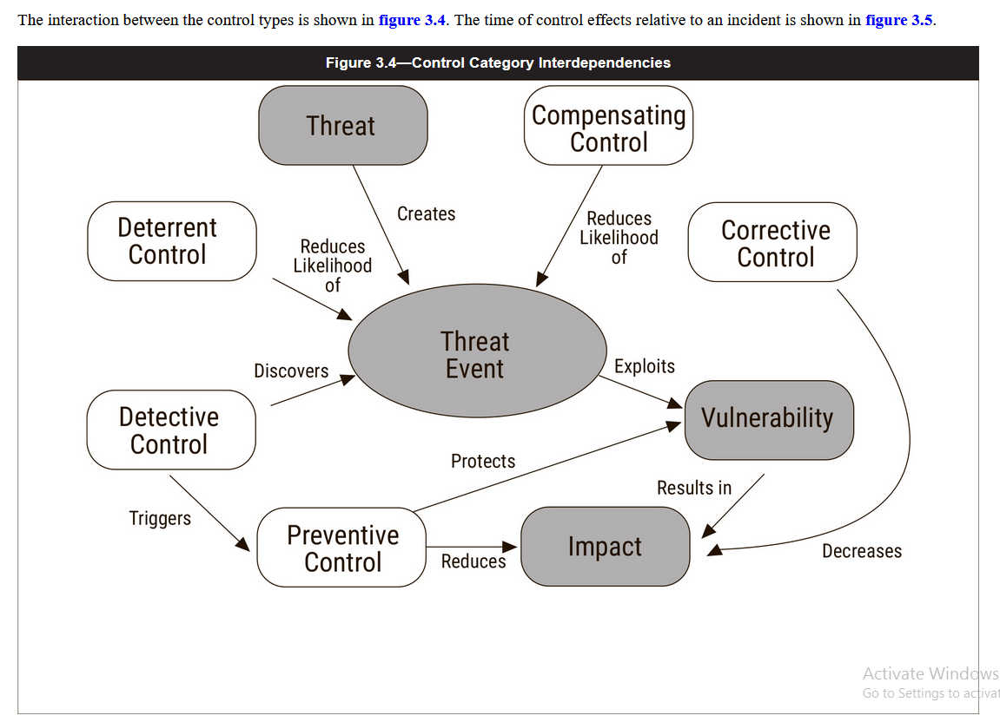 The interaction between the control types is shown in figure 3.4. The time of control effects relative to an incident is shown in figure 3.5.
Figure 3.4—Control Category Interdependencies
Threat
Compensating
Control
Creates
Deterrent
Control
Reduces
Likelihood
of
Reduces
Likelihood
of
Corrective
Control
Threat
Event
Discovers
Exploits
Detective
Control
Vulnerability
Protects
Results in
Triggers
Preventive
Control
Reduces
Impact
Decreases
Activate Windows
Go to Settings to activat